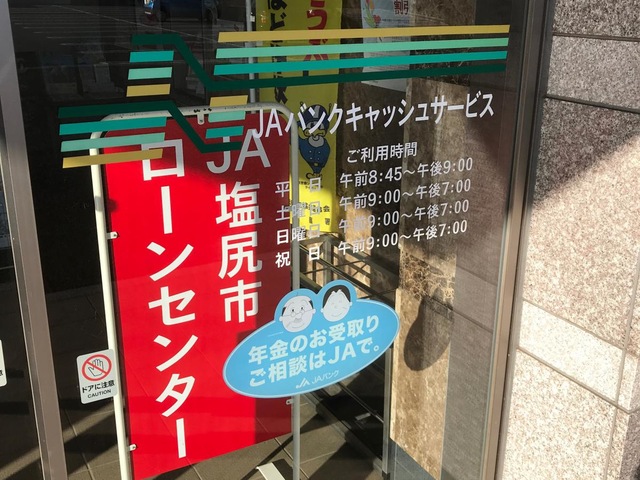 割引
JAバンクキャッシュサービス
ご利用時間
平 日 午前8:45〜午後9:00
土曜日 午前9:00〜午後7:00
日曜日 午前9:00〜午後7:00
祝 日 午前9:00〜午後7:00
JA塩尻市
ローンセンター
年金のお受取り
ご相談はJAで。
JA JAバンク
ドアに注意
CAUTION